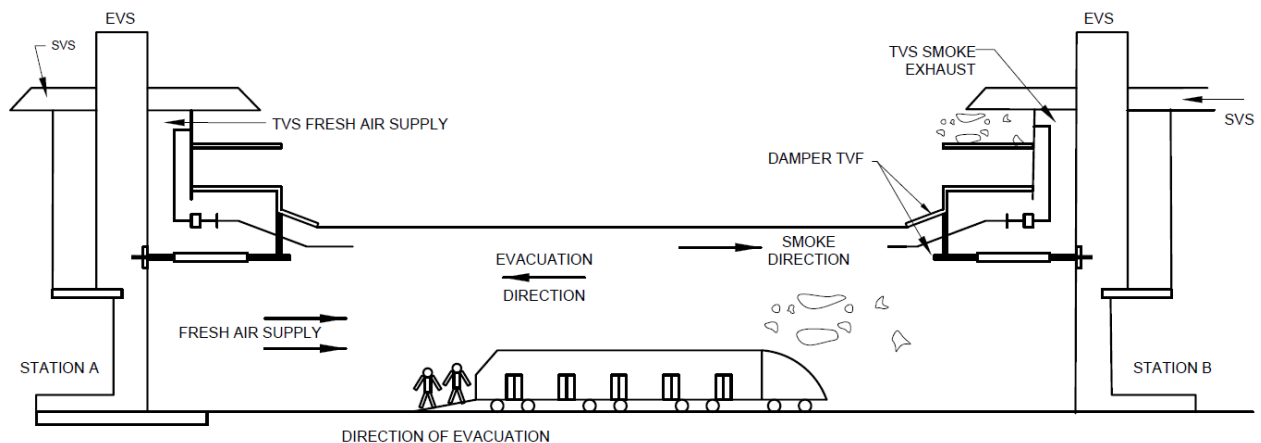 EVS
EVS
SVS
TVS SMOKE
EXHAUST
TVS FRESH AIR SUPPLY
SVS
DAMPER TVF
SMOKE
DIRECTION
EVACUATION
DIRECTION
FRESH AIR SUPPLY
STATION A
STATION B
DIRECTION OF EVACUATION